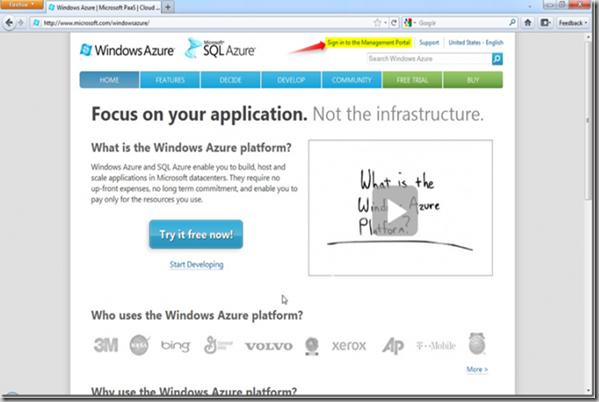 Firefox
Windows Azure | Microsoft PaaS | Cloud ...
http://www.microsoft.com/windowsazure/
Google
Feedback
Sign in to the Management Portal
Support
United States - English
Windows Azure
Microsoft
SQL Azure
Search Windows Azure
HOME
FEATURES
DECIDE
DEVELOP
COMMUNITY
FREE TRIAL
BUY
Focus on your application. Not the infrastructure.
What is the Windows Azure platform?
Windows Azure and SQL Azure enable you to build, host and
scale applications in Microsoft datacenters. They require no
up-front expenses, no long term commitment, and enable you to
pay only for the resources you use.
Try it free now!
Start Developing
What is the
Windows Azure
Platform?
Who uses the Windows Azure platform?
3M
NASA
bing
General Mills
VOLVO
xerox
AP
T··Mobile
More >
Why use the Windows Azure platform?